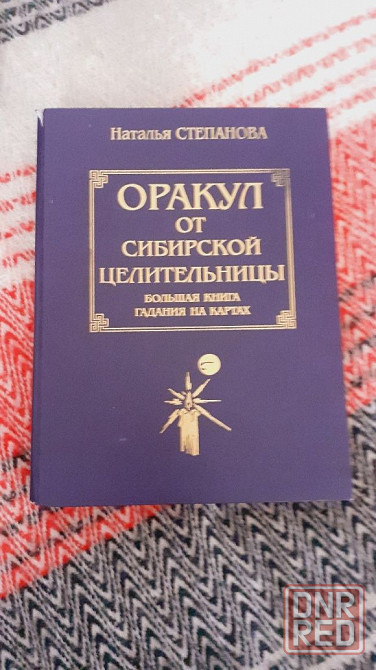 Наталья СТЕПАНОВА
ОРАКУЛ
ОТ
СИБИРСКОЙ
ЦЕЛИТЕЛЬНИЦЫ
БОЛЬШАЯ КНИГА
ГАДАНИЯ НА КАРТАХ
DNR
RED